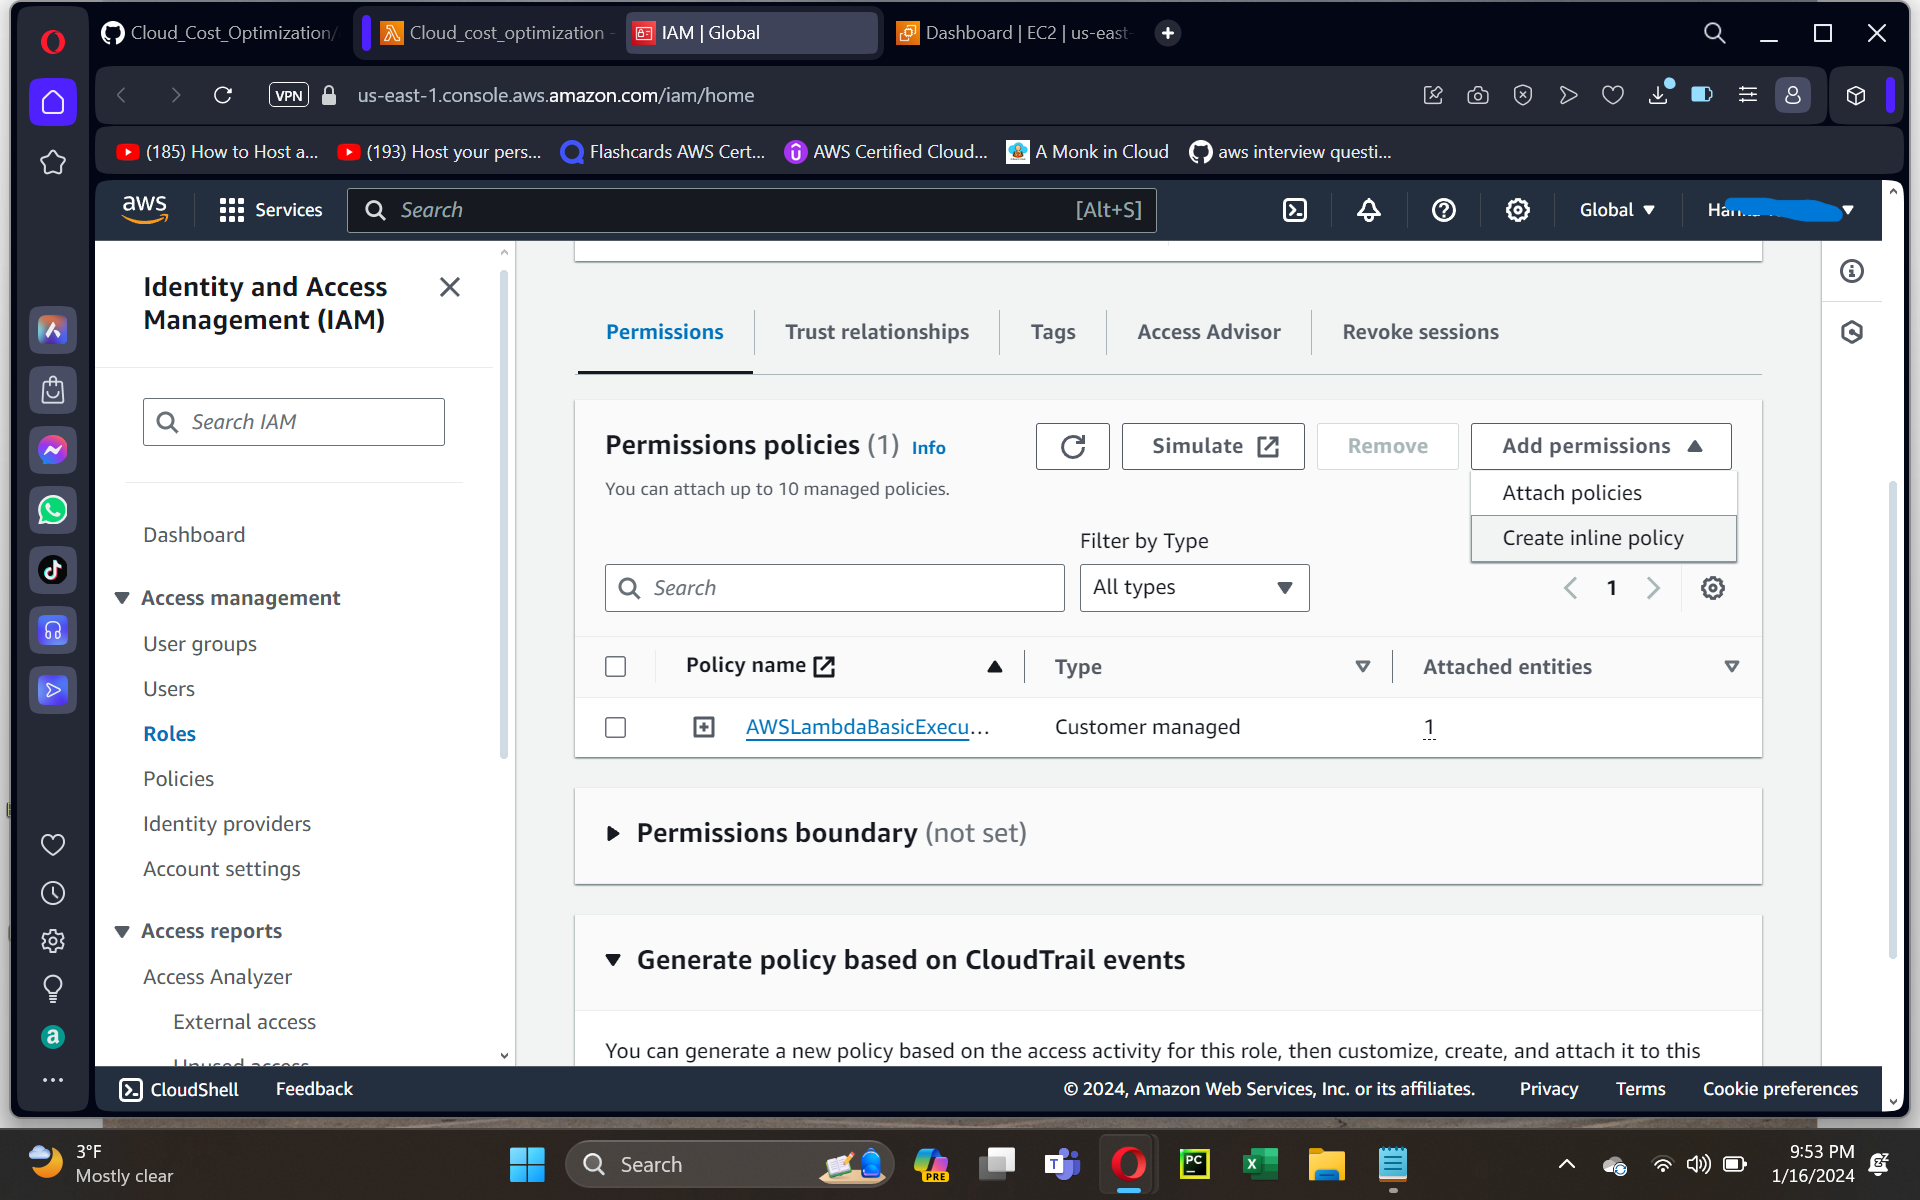 Cloud_Cost_Optimization/
Cloud_cost_optimization -
IAM | Global
Dashboard | EC2 | us-east-
VPN
us-east-1.console.aws.amazon.com/iam/home
(185) How to Host a...
(193) Host your pers...
Flashcards AWS Cert...
AWS Certified Cloud...
A Monk in Cloud
aws interview questi...
aws
Services
Search
[Alt+S]
Global
Identity and Access
Management (IAM)
Search IAM
Dashboard
Access management
User groups
Users
Roles
Policies
Identity providers
Account settings
Access reports
Access Analyzer
External access
Unused access
Permissions
Trust relationships
Tags
Access Advisor
Revoke sessions
Permissions policies (1) Info
You can attach up to 10 managed policies.
Simulate
Remove
Add permissions
Attach policies
Create inline policy
Filter by Type
Search
All types
1
Policy name
Type
Attached entities
AWSLambdaBasicExecu...
Customer managed
1
Permissions boundary (not set)
Generate policy based on CloudTrail events
You can generate a new policy based on the access activity for this role, then customize, create, and attach it to this
CloudShell
Feedback
© 2024, Amazon Web Services, Inc. or its affiliates.
Privacy
Terms
Cookie preferences
3°F
Mostly clear
Search
PRE
PC
9:53 PM
1/16/2024